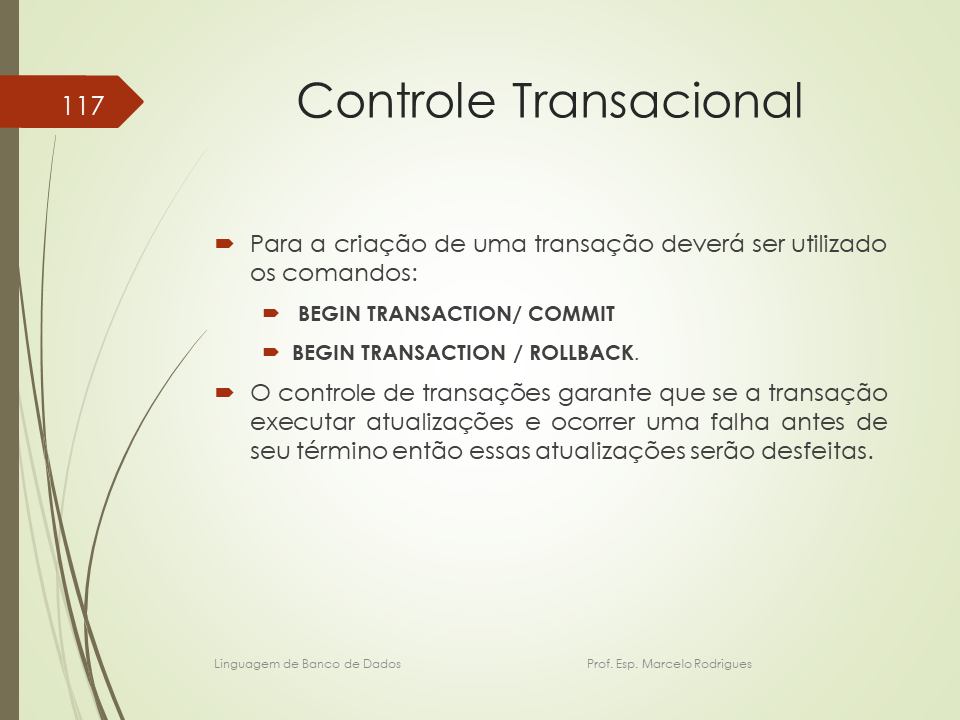 117
Controle Transacional
Para a criação de uma transação deverá ser utilizado
os comandos:
BEGIN TRANSACTION/ COMMIT
BEGIN TRANSACTION / ROLLBACK.
O controle de transações garante que se a transação
executar atualizações e ocorrer uma falha antes de
seu término então essas atualizações serão desfeitas.
Linguagem de Banco de Dados Prof. Esp. Marcelo Rodrigues